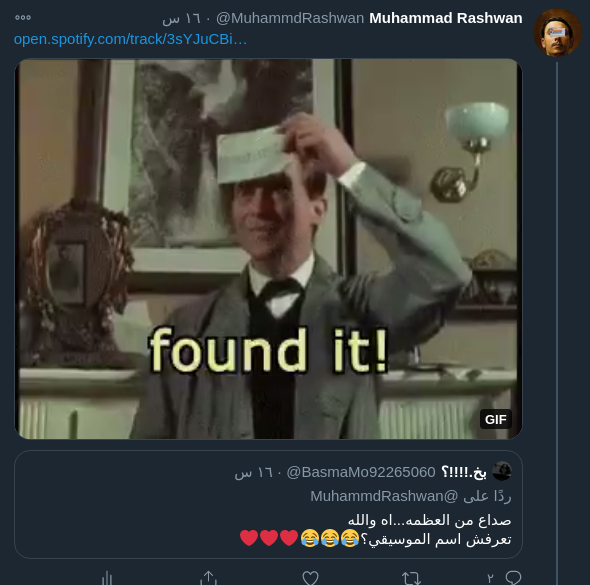 Muhammad Rashwan @MuhammdRashwan · ١٦ س
open.spotify.com/track/3sYJuCBi…
found it!
GIF
بخ.!!!!؟ @BasmaMo92265060 · ١٦ س
ردًا على @MuhammdRashwan
صداع من العظمه...اه والله
تعرفش اسم الموسيقي؟😂😂😂❤️❤️❤️
٢